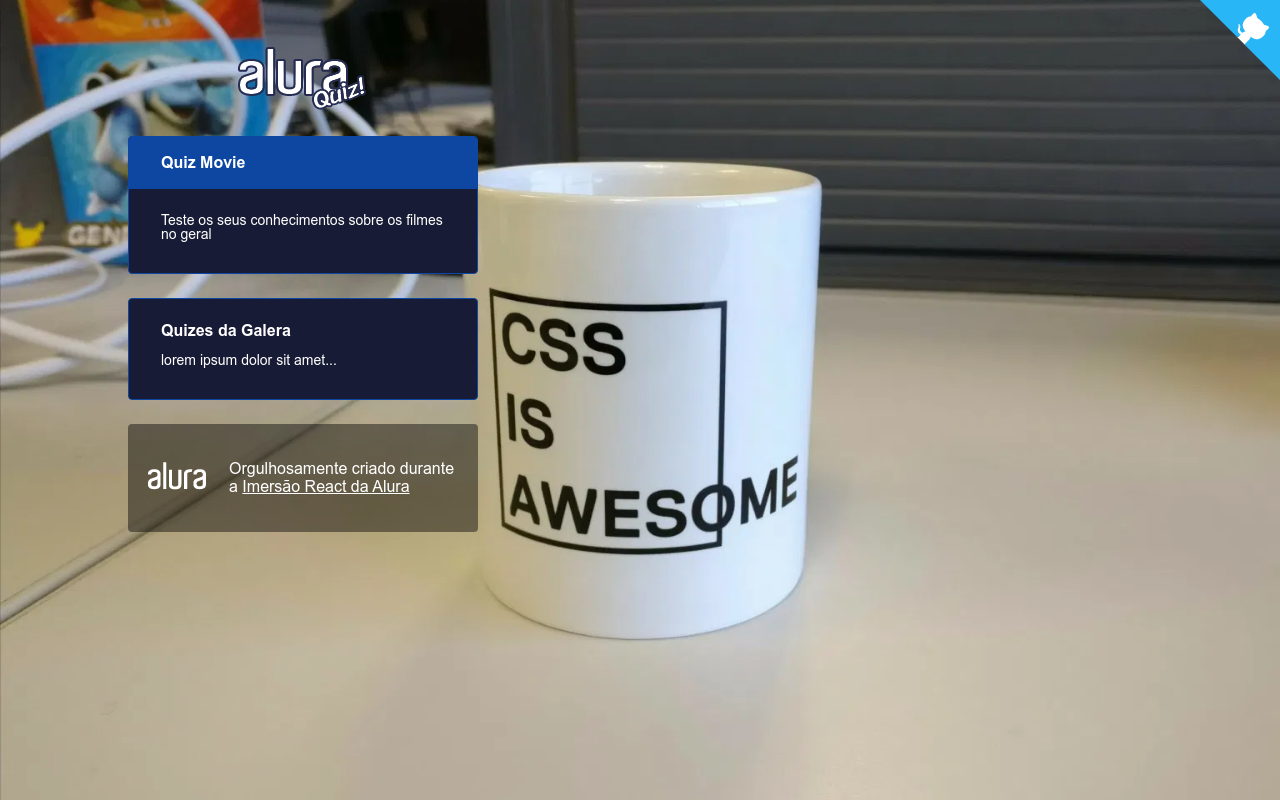 alura
Quiz!
Quiz Movie
Teste os seus conhecimentos sobre os filmes
no geral
Quizes da Galera
lorem ipsum dolor sit amet...
alura
Orgulhosamente criado durante
a Imersão React da Alura
CSS
IS
AWESOME